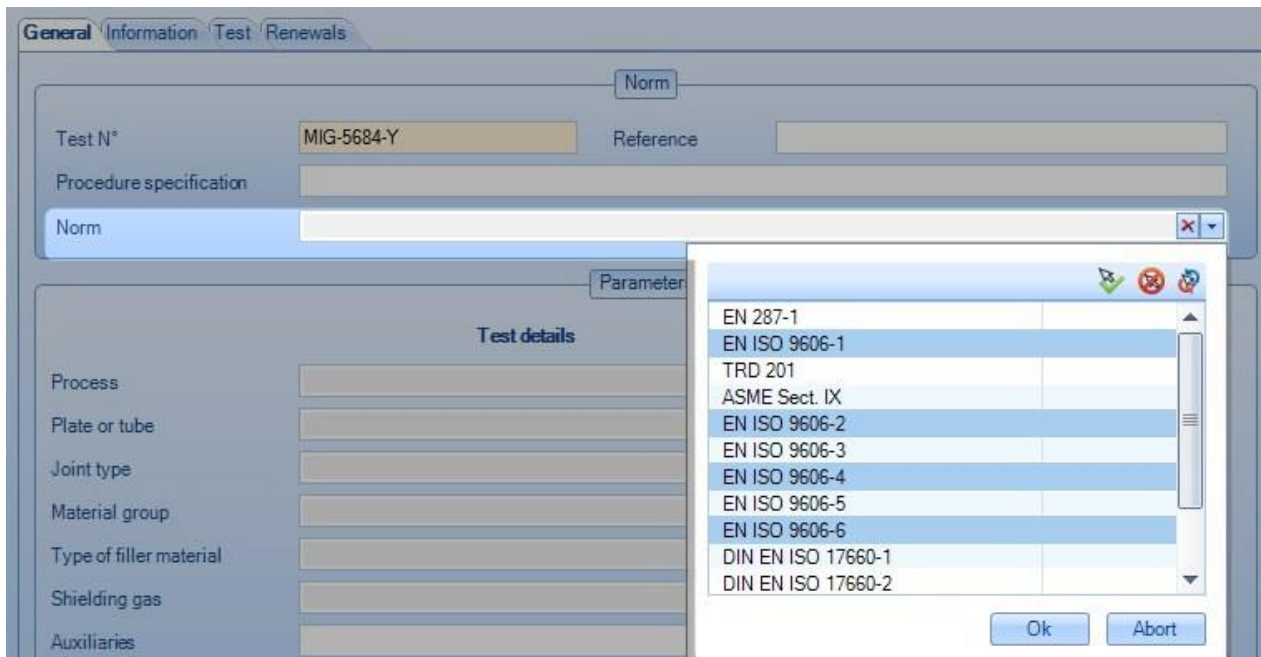 General Information Test Renewals
Norm
Test N° MIG-5684-Y Reference
Procedure specification
Norm
Parameter
Test details
Process
Plate or tube
Joint type
Material group
Type of filler material
Shielding gas
Auxiliaries
EN 287-1
EN ISO 9606-1
TRD 201
ASME Sect. IX
EN ISO 9606-2
EN ISO 9606-3
EN ISO 9606-4
EN ISO 9606-5
EN ISO 9606-6
DIN EN ISO 17660-1
DIN EN ISO 17660-2
Ok Abort